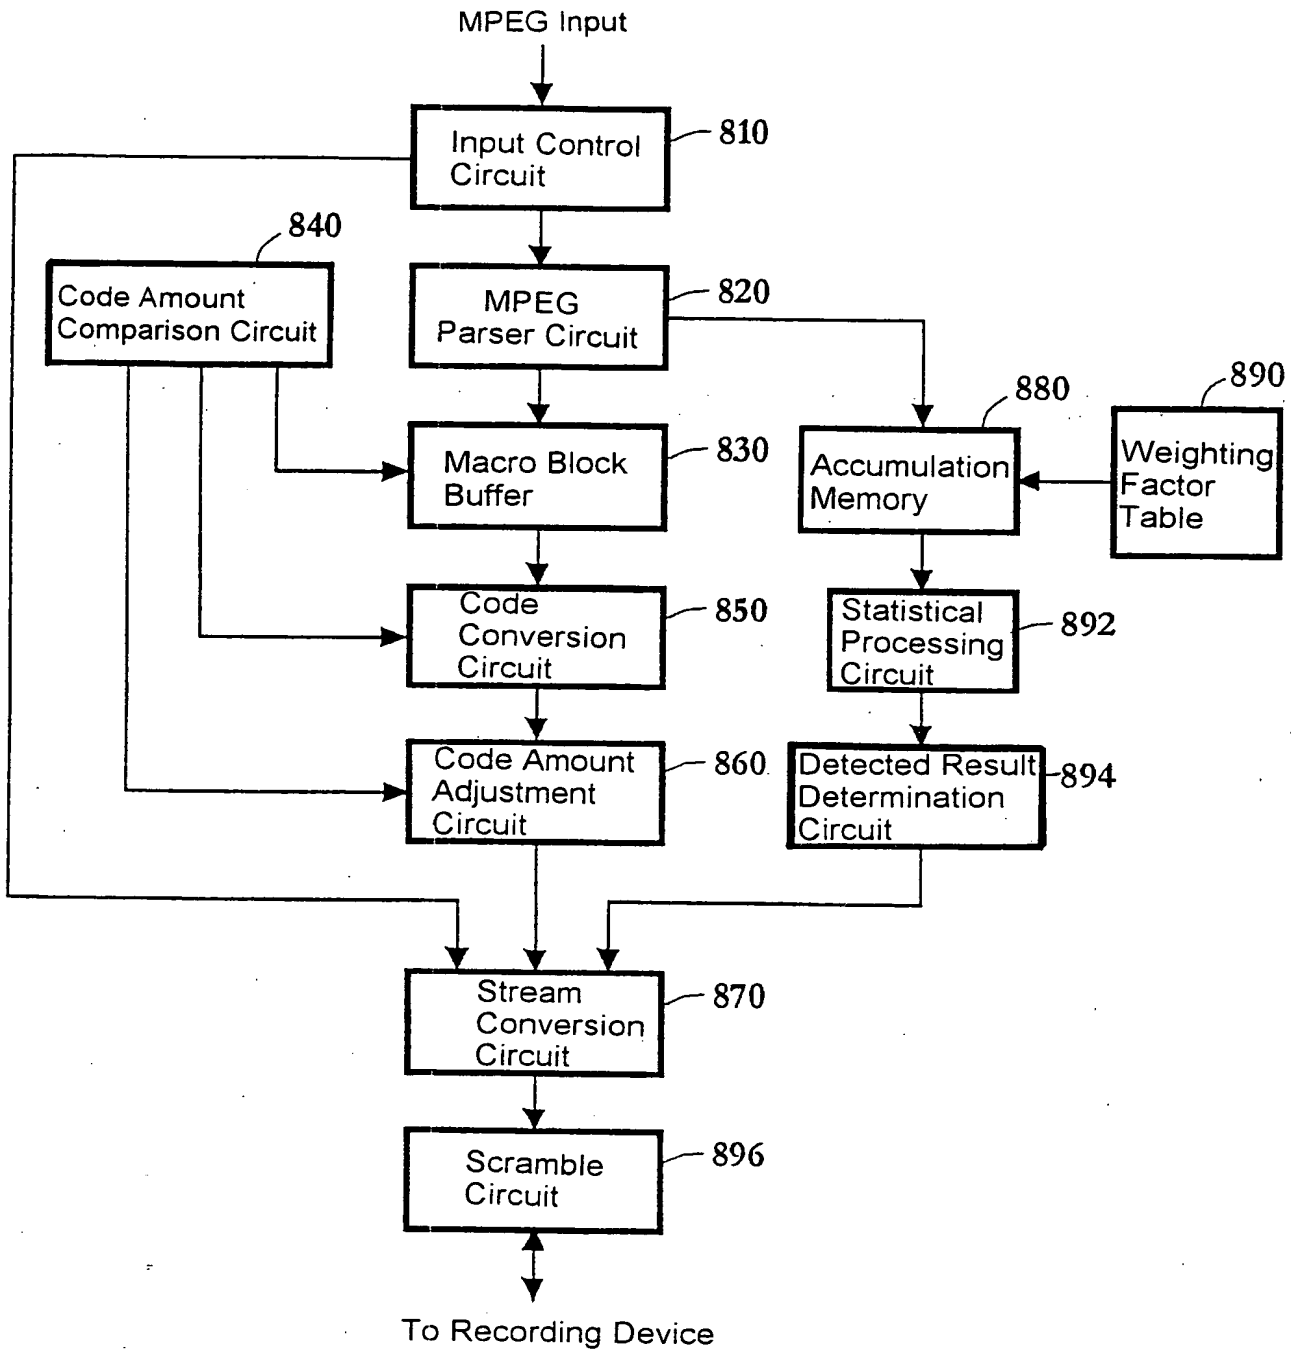 MPEG Input
Input Control
Circuit
810
840
Code Amount
Comparison Circuit
MPEG
Parser Circuit
820
Macro Block
Buffer
830
880
Accumulation
Memory
890
Weighting
Factor
Table
Code
Conversion
Circuit
850
Statistical
Processing
Circuit
892
Code Amount
Adjustment
Circuit
860
Detected Result
Determination
Circuit
894
Stream
Conversion
Circuit
870
Scramble
Circuit
896
To Recording Device